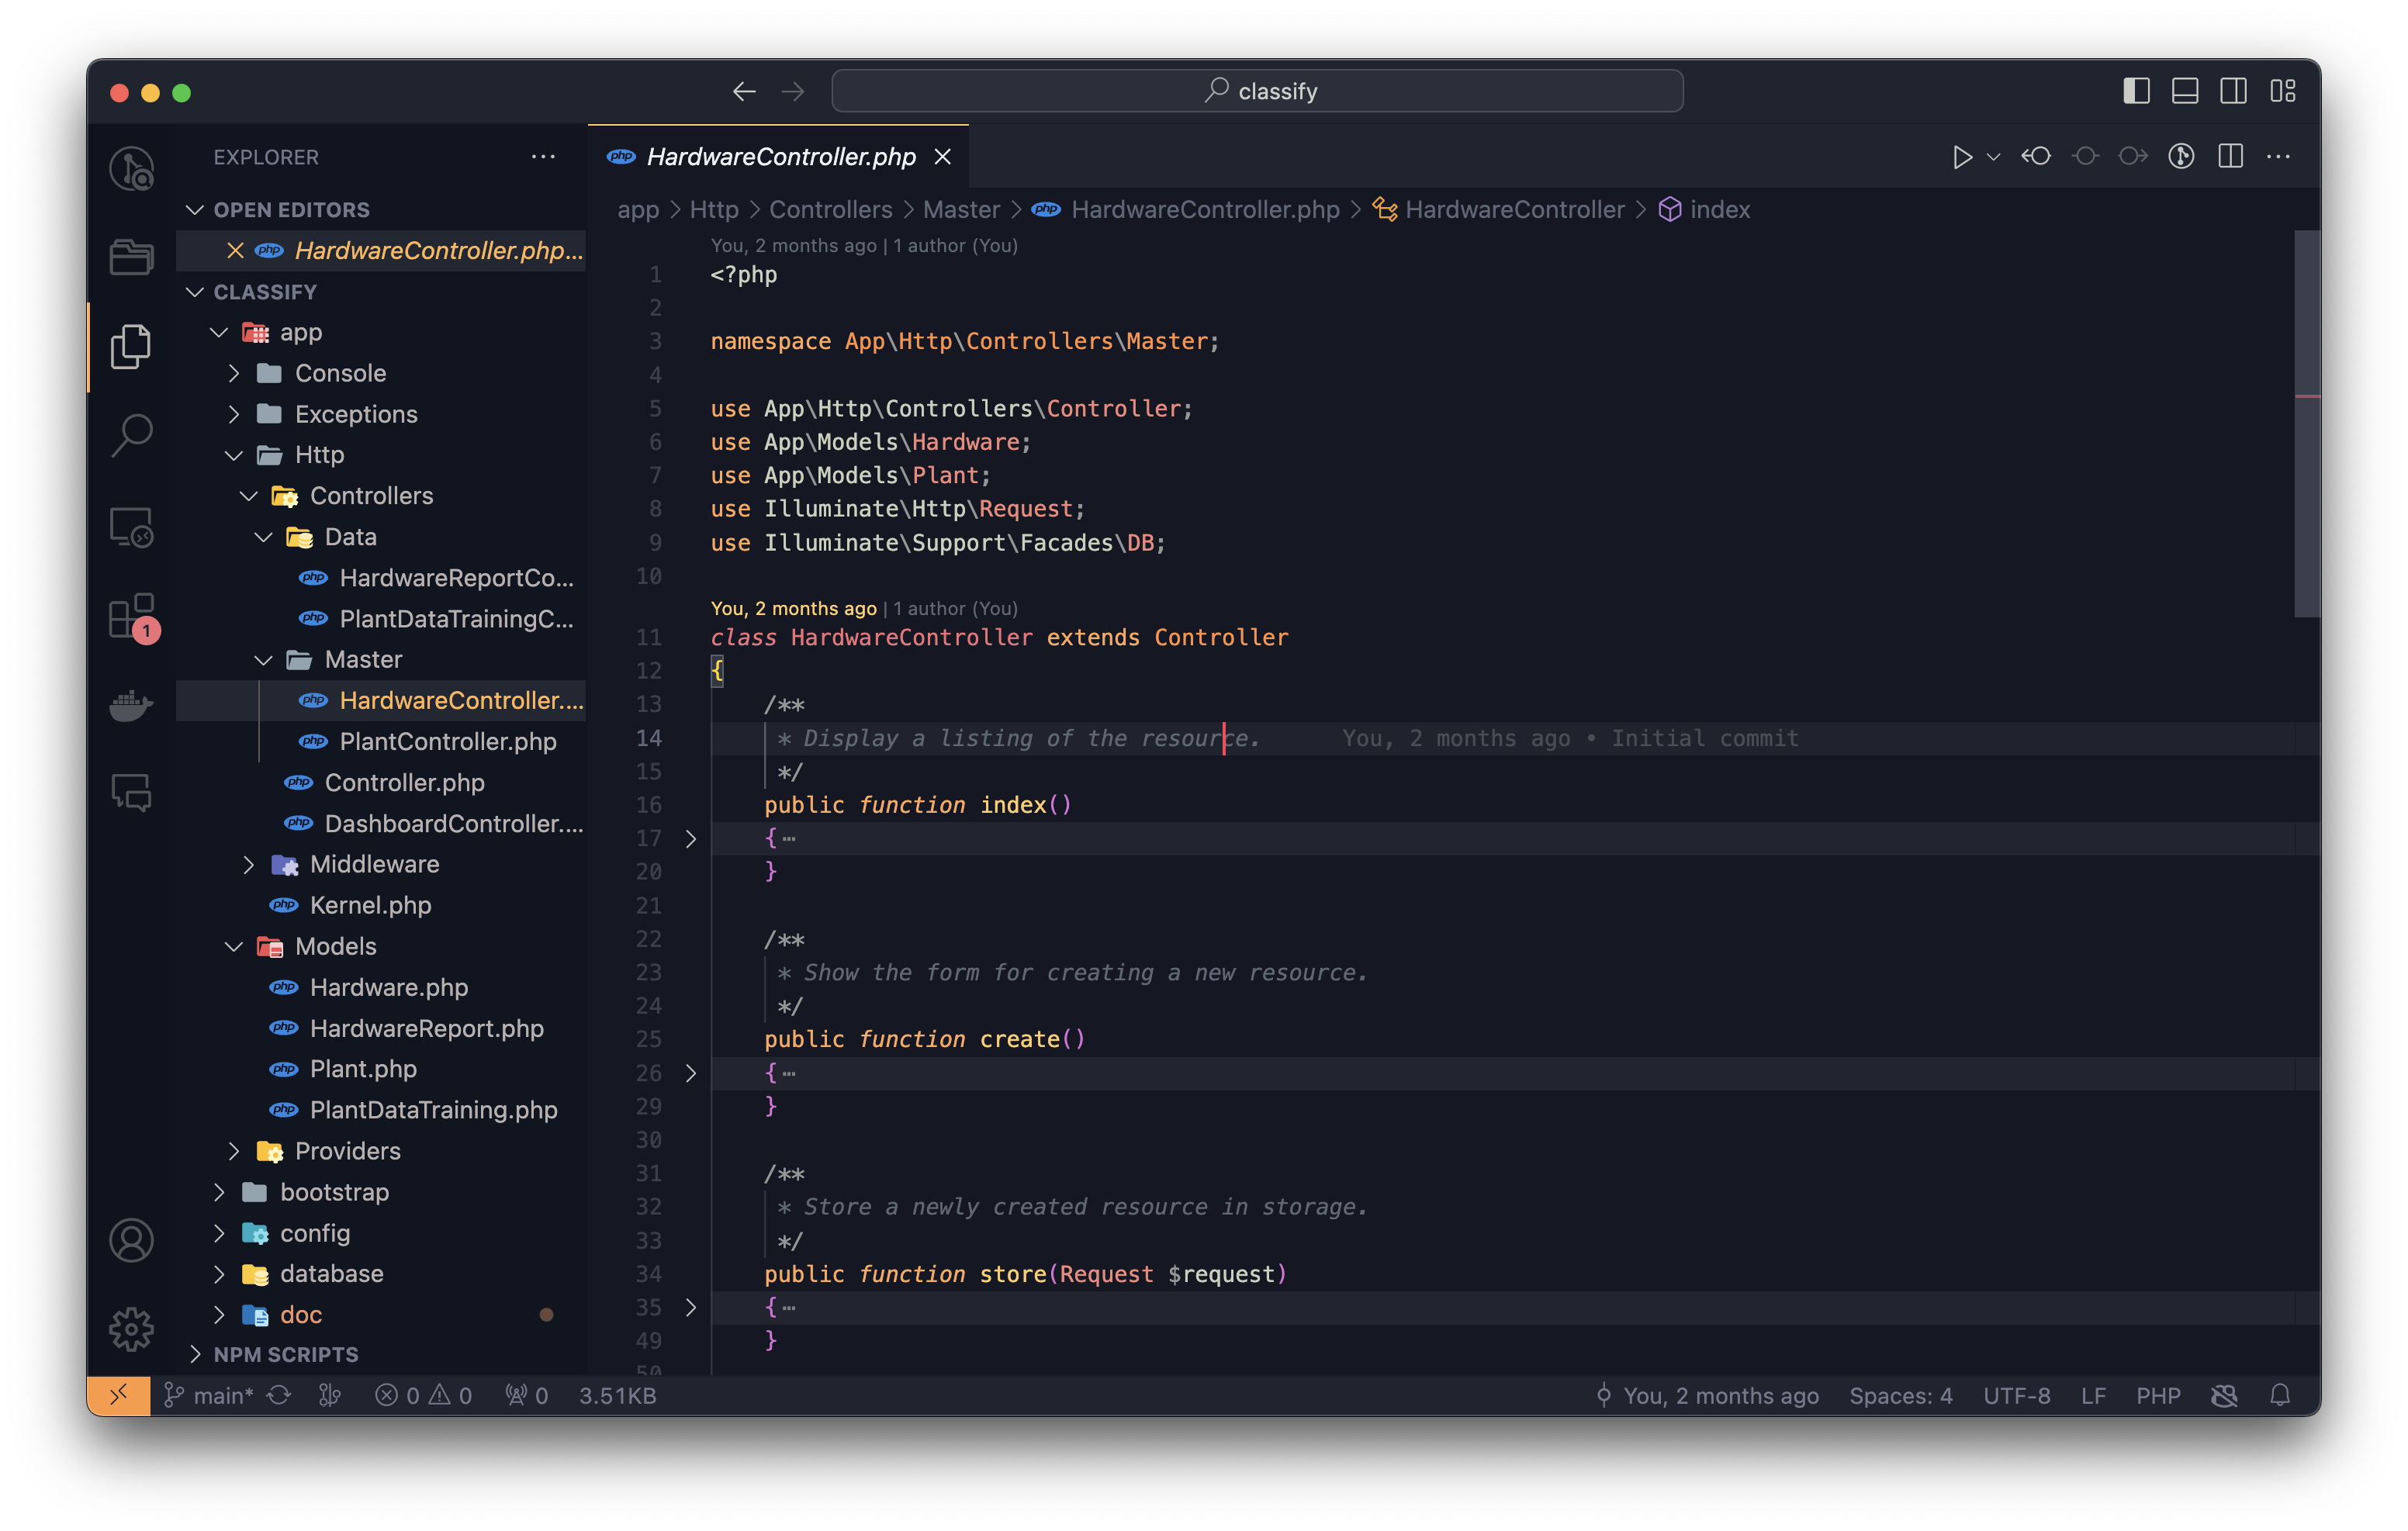 classify
EXPLORER
OPEN EDITORS
HardwareController.php...
CLASSIFY
app
Console
Exceptions
Http
Controllers
Data
HardwareReportCo...
PlantDataTrainingC...
Master
HardwareController....
PlantController.php
Controller.php
DashboardController....
Middleware
Kernel.php
Models
Hardware.php
HardwareReport.php
Plant.php
PlantDataTraining.php
Providers
bootstrap
config
database
doc
NPM SCRIPTS
1
HardwareController.php
app > Http > Controllers > Master > HardwareController.php > HardwareController > index
You, 2 months ago | 1 author (You)
1 <?php
2
3 namespace App\Http\Controllers\Master;
4
5 use App\Http\Controllers\Controller;
6 use App\Models\Hardware;
7 use App\Models\Plant;
8 use Illuminate\Http\Request;
9 use Illuminate\Support\Facades\DB;
10
You, 2 months ago | 1 author (You)
11 class HardwareController extends Controller
12 {
13 /**
14 * Display a listing of the resource. You, 2 months ago • Initial commit
15 */
16 public function index()
17 { ⋯
20 }
21
22 /**
23 * Show the form for creating a new resource.
24 */
25 public function create()
26 { ⋯
29 }
30
31 /**
32 * Store a newly created resource in storage.
33 */
34 public function store(Request $request)
35 { ⋯
49 }
50
main* 0 0 0 3.51KB You, 2 months ago Spaces: 4 UTF-8 LF PHP